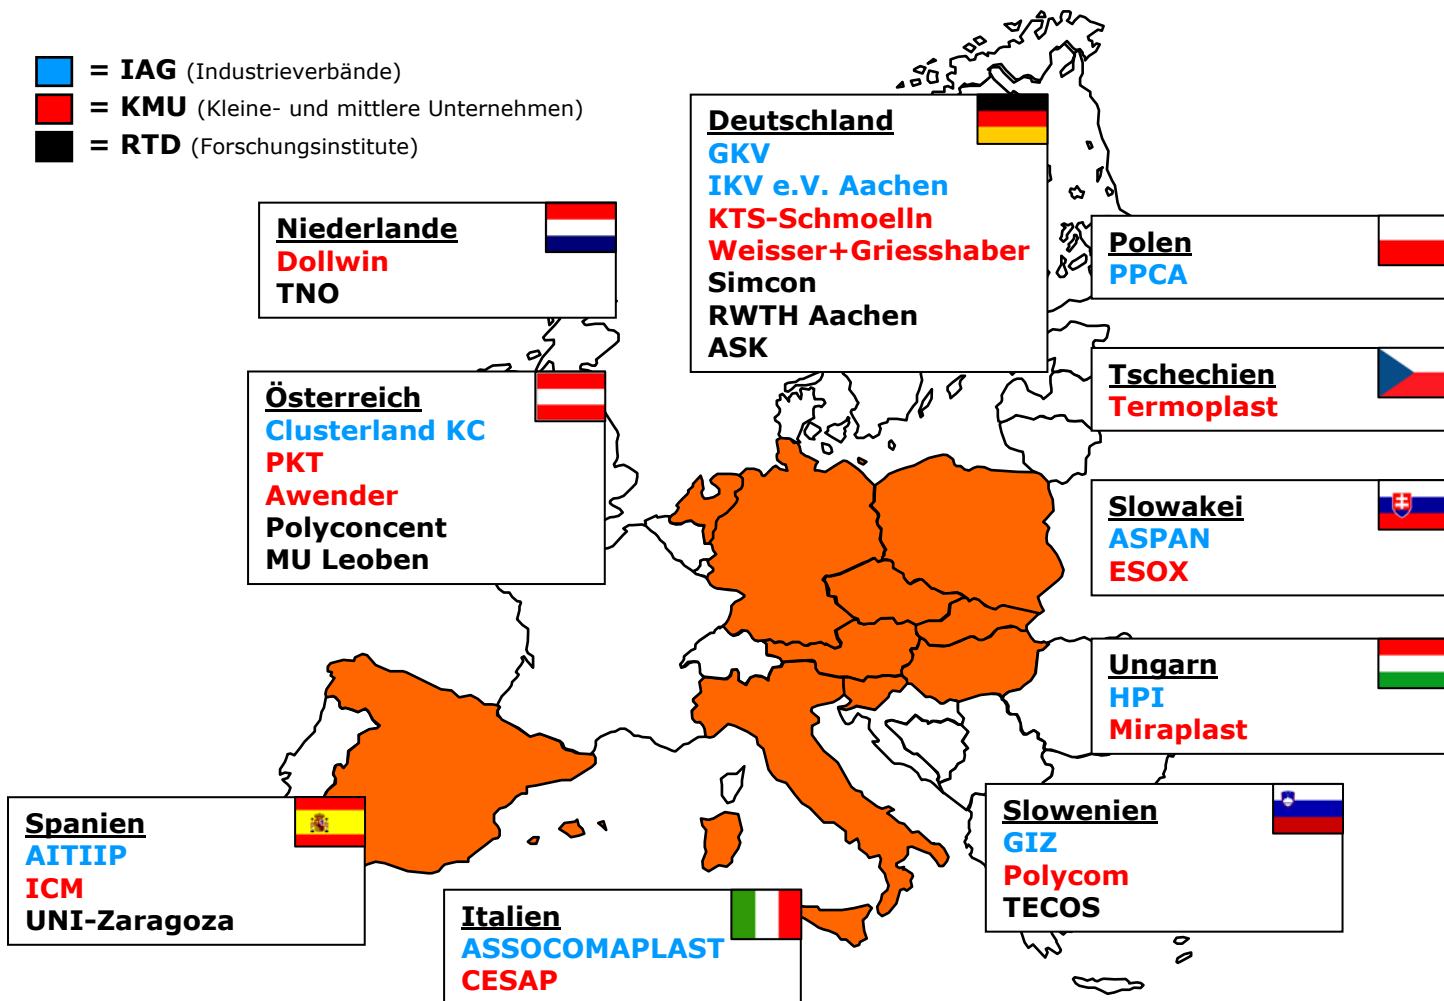 = IAG (Industrieverbände)
= KMU (Kleine- und mittlere Unternehmen)
= RTD (Forschungsinstitute)
Deutschland
GKV
IKV e.V. Aachen
KTS-Schmoelln
Weisser+Griesshaber
Simcon
RWTH Aachen
ASK
Niederlande
Dollwin
TNO
Polen
PPCA
Tschechien
Termoplast
Österreich
Clusterland KC
PKT
Awender
Polyconcent
MU Leoben
Slowakei
ASPAN
ESOX
Ungarn
HPI
Miraplast
Slowenien
GIZ
Polycom
TECOS
Spanien
AITIIP
ICM
UNI-Zaragoza
Italien
ASSOCOMAPLAST
CESAP